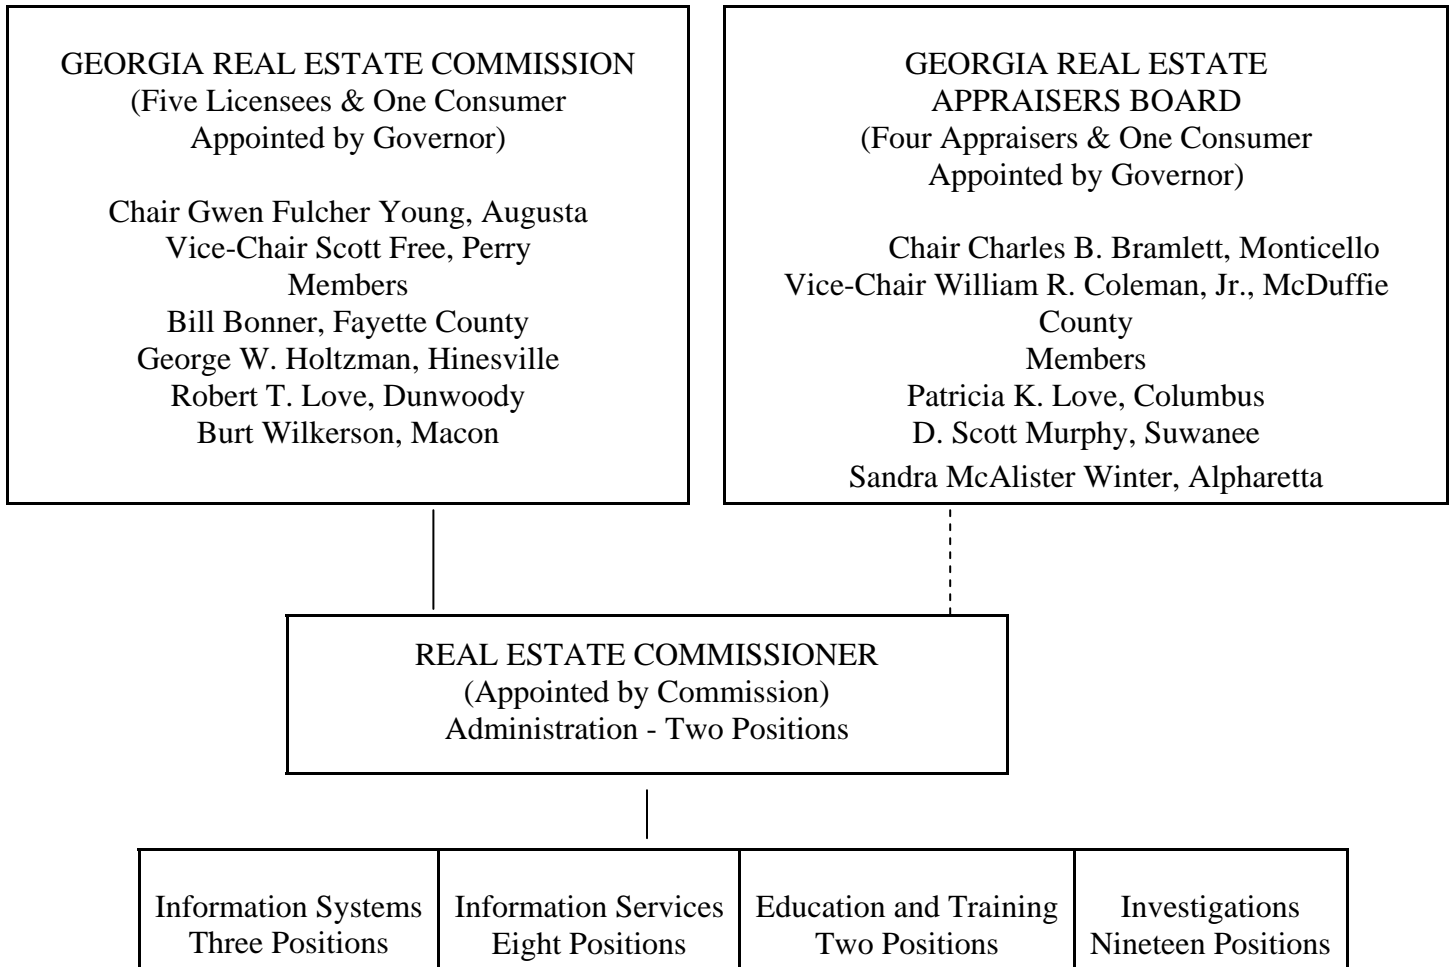 GEORGIA REAL ESTATE COMMISSION
(Five Licensees & One Consumer
Appointed by Governor)
Chair Gwen Fulcher Young, Augusta
Vice-Chair Scott Free, Perry
Members
Bill Bonner, Fayette County
George W. Holtzman, Hinesville
Robert T. Love, Dunwoody
Burt Wilkerson, Macon
GEORGIA REAL ESTATE
APPRAISERS BOARD
(Four Appraisers & One Consumer
Appointed by Governor)
Chair Charles B. Bramlett, Monticello
Vice-Chair William R. Coleman, Jr., McDuffie
County
Members
Patricia K. Love, Columbus
D. Scott Murphy, Suwanee
Sandra McAlister Winter, Alpharetta
REAL ESTATE COMMISSIONER
(Appointed by Commission)
Administration - Two Positions
Information Systems
Three Positions
Information Services
Eight Positions
Education and Training
Two Positions
Investigations
Nineteen Positions